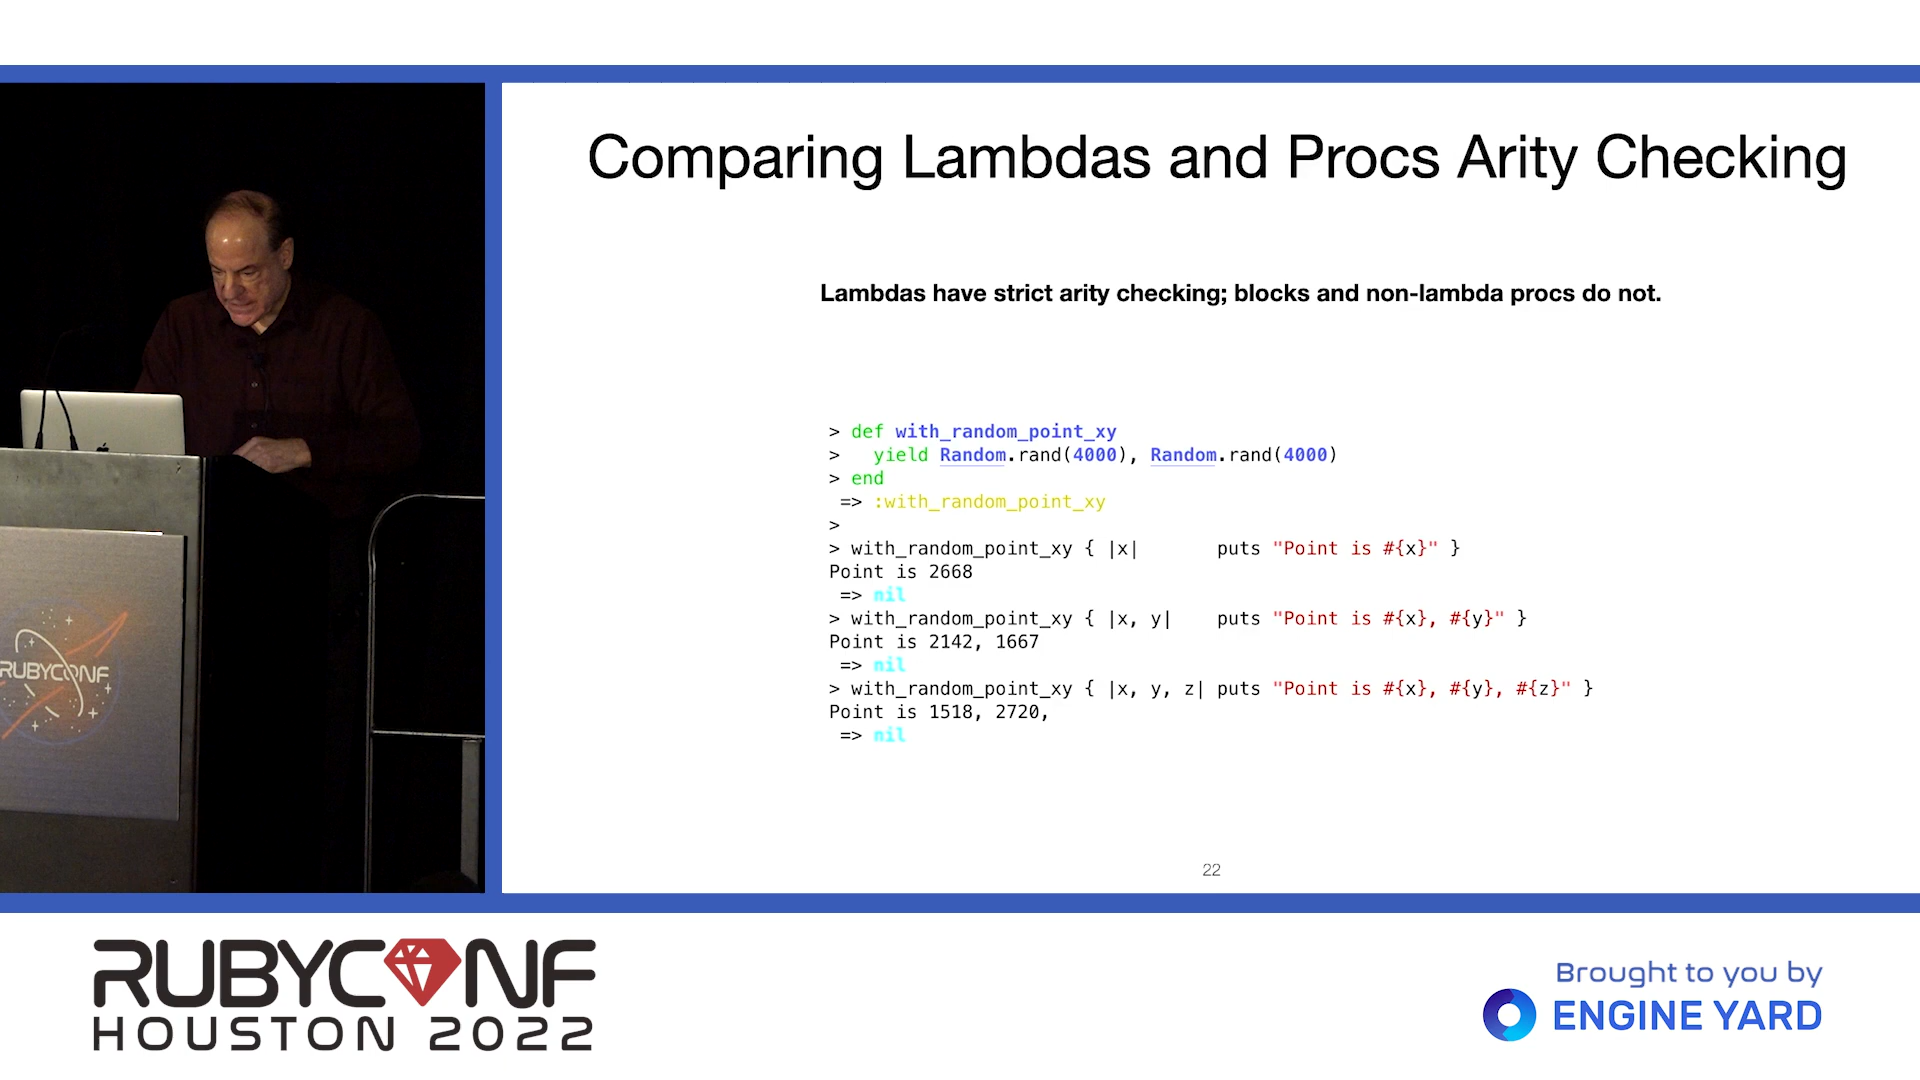 Comparing Lambdas and Procs Arity Checking
Lambdas have strict arity checking; blocks and non-lambda procs do not.
> def with_random_point_xy
>   yield Random.rand(4000), Random.rand(4000)
> end
 => :with_random_point_xy
>
> with_random_point_xy { |x|       puts "Point is #{x}" }
Point is 2668
 => nil
> with_random_point_xy { |x, y|    puts "Point is #{x}, #{y}" }
Point is 2142, 1667
 => nil
> with_random_point_xy { |x, y, z| puts "Point is #{x}, #{y}, #{z}" }
Point is 1518, 2720,
 => nil
22
RUBYCONF
RUBYCONF
HOUSTON 2022
Brought to you by
ENGINE YARD